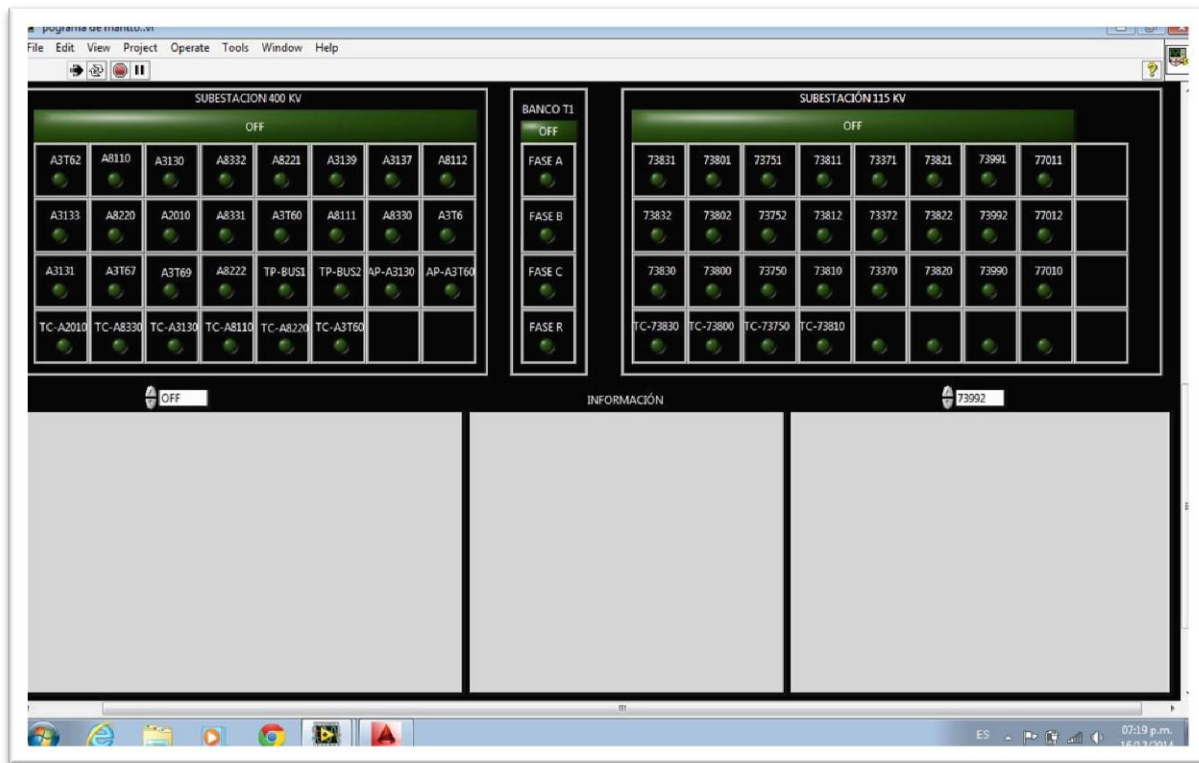 pograma de mantto..vi
File Edit View Project Operate Tools Window Help
SUBESTACION 400 KV
OFF
A3T62 A8110 A3130 A8332 A8221 A3139 A3137 A8112
A3133 A8220 A2010 A8331 A3T60 A8111 A8330 A3T6
A3131 A3T67 A3T69 A8222 TP-BUS1 TP-BUS2 AP-A3130 AP-A3T60
TC-A2010 TC-A8330 TC-A3130 TC-A8110 TC-A8220 TC-A3T60
BANCO T1
OFF
FASE A
FASE B
FASE C
FASE R
SUBESTACIÓN 115 KV
OFF
73831 73801 73751 73811 73371 73821 73991 77011
73832 73802 73752 73812 73372 73822 73992 77012
73830 73800 73750 73810 73370 73820 73990 77010
TC-73830 TC-73800 TC-73750 TC-73810
OFF
INFORMACIÓN
73992
ES
07:19 p.m.